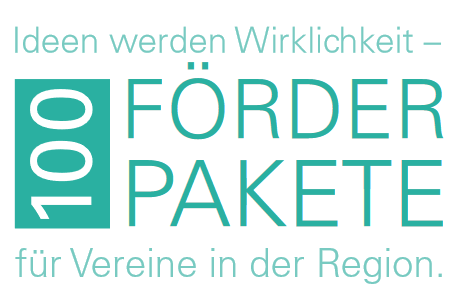 Ideen werden Wirklichkeit –
100
FÖRDER
PAKETE
für Vereine in der Region.